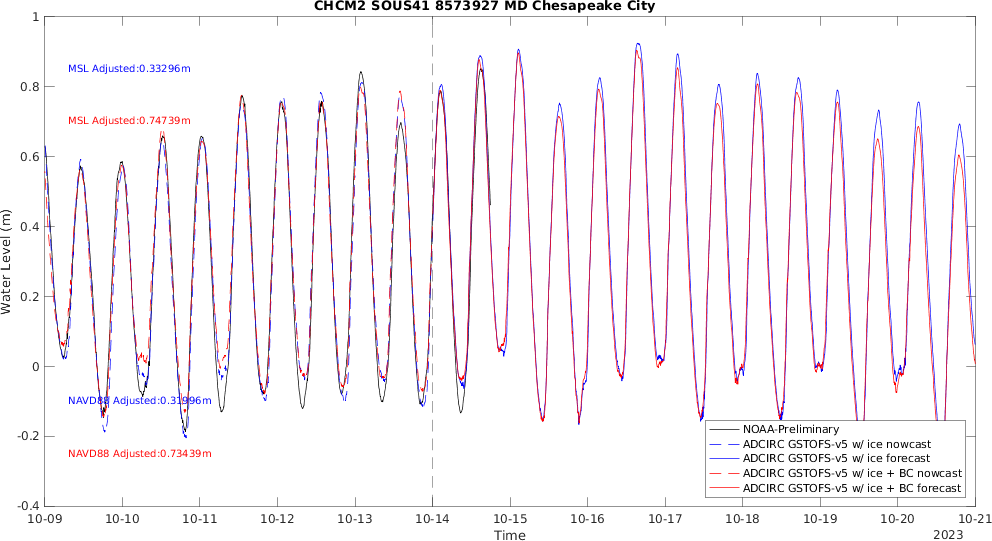 CHCM2 SOUS41 8573927 MD Chesapeake City
1
0.8
0.6
0.4
0.2
0
-0.2
-0.4
Water Level (m)
MSL Adjusted:0.33296m
MSL Adjusted:0.74739m
NAVD88 Adjusted:0.31996m
NAVD88 Adjusted:0.73439m
NOAA-Preliminary
ADCIRC GSTOFS-v5 w/ ice nowcast
ADCIRC GSTOFS-v5 w/ ice forecast
ADCIRC GSTOFS-v5 w/ ice + BC nowcast
ADCIRC GSTOFS-v5 w/ ice + BC forecast
10-09 10-10 10-11 10-12 10-13 10-14 10-15 10-16 10-17 10-18 10-19 10-20 10-21
Time
2023